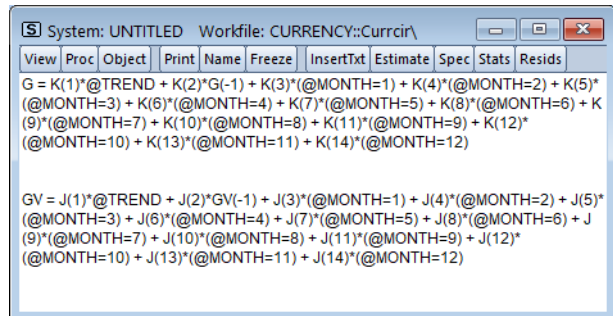 S System: UNTITLED Workfile: CURRENCY::Currcir\
View Proc Object Print Name Freeze InsertTxt Estimate Spec Stats Resids
G = K(1)*@TREND + K(2)*G(-1) + K(3)*(@MONTH=1) + K(4)*(@MONTH=2) + K(5)*
(@MONTH=3) + K(6)*(@MONTH=4) + K(7)*(@MONTH=5) + K(8)*(@MONTH=6) + K
(9)*(@MONTH=7) + K(10)*(@MONTH=8) + K(11)*(@MONTH=9) + K(12)*
(@MONTH=10) + K(13)*(@MONTH=11) + K(14)*(@MONTH=12)
GV = J(1)*@TREND + J(2)*GV(-1) + J(3)*(@MONTH=1) + J(4)*(@MONTH=2) + J(5)*
(@MONTH=3) + J(6)*(@MONTH=4) + J(7)*(@MONTH=5) + J(8)*(@MONTH=6) + J
(9)*(@MONTH=7) + J(10)*(@MONTH=8) + J(11)*(@MONTH=9) + J(12)*
(@MONTH=10) + J(13)*(@MONTH=11) + J(14)*(@MONTH=12)